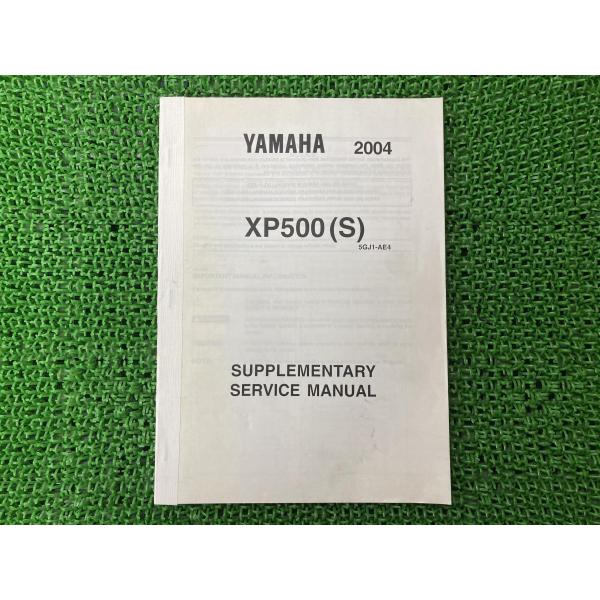 YAMAHA 2004
XP500 (S)
5GJ1-AE4
SUPPLEMENTARY
SERVICE MANUAL